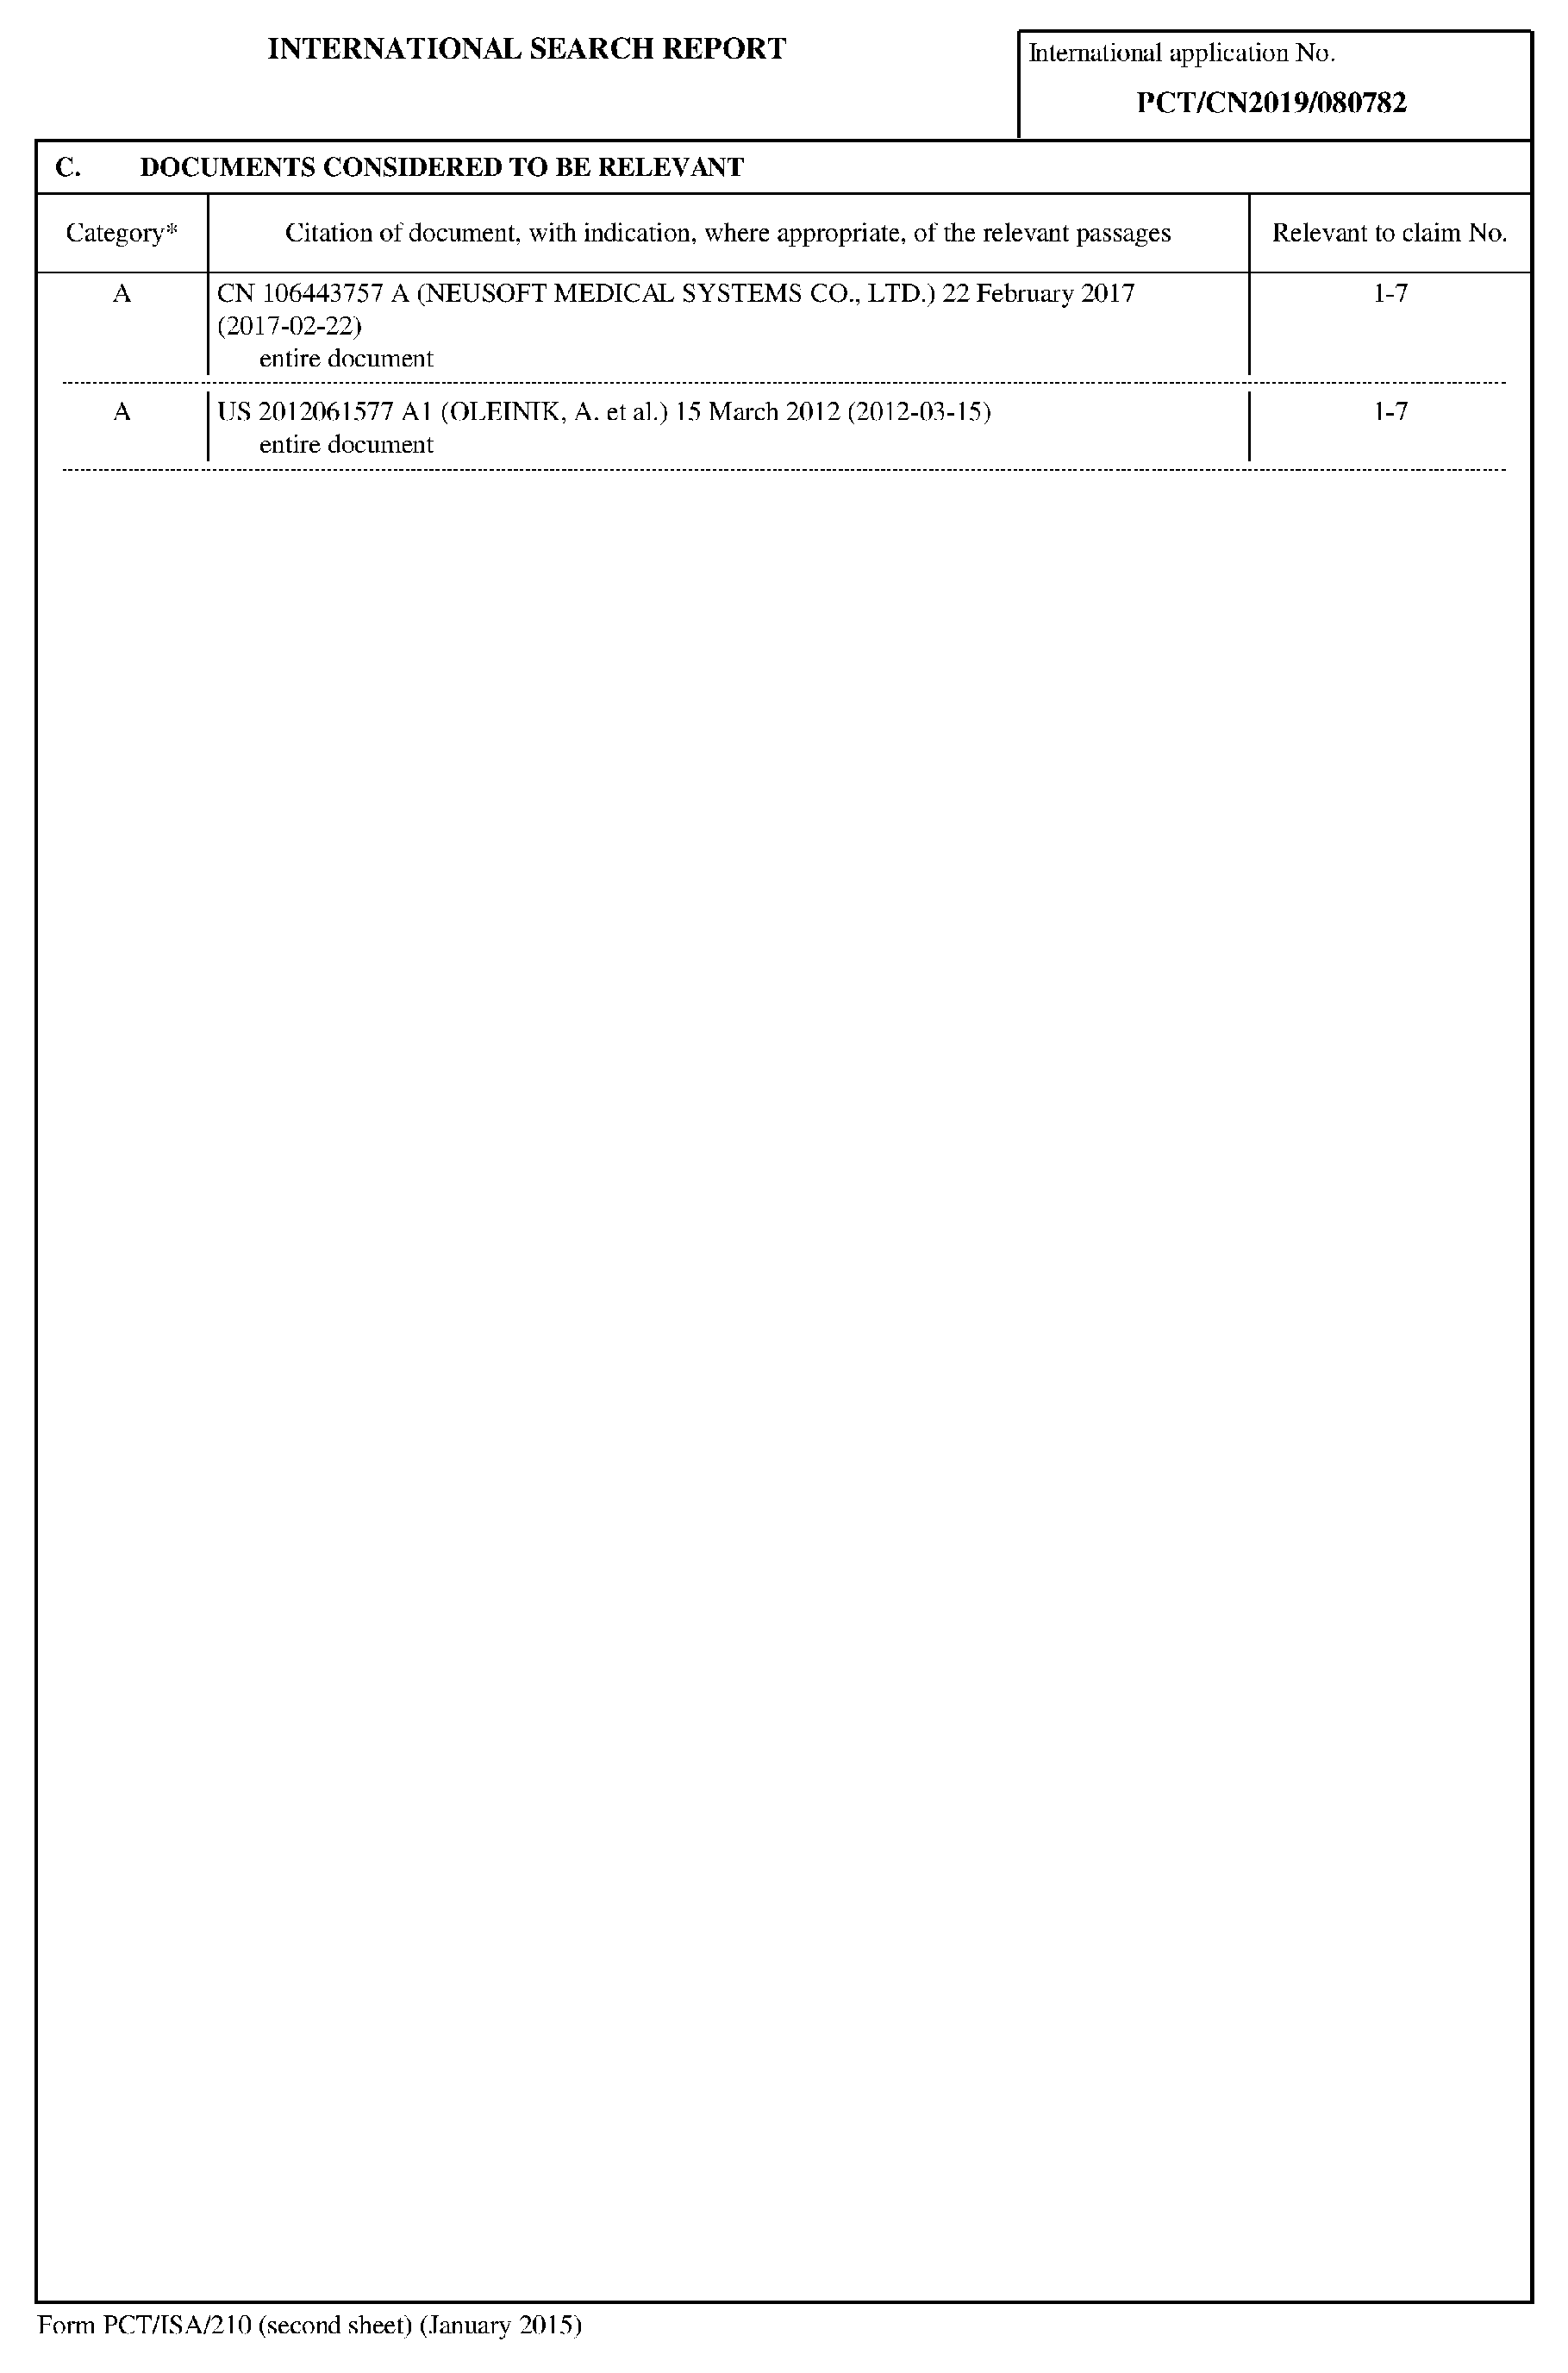 INTERNATIONAL SEARCH REPORT
International application No.
PCT/CN2019/080782
C. DOCUMENTS CONSIDERED TO BE RELEVANT
Category* Citation of document, with indication, where appropriate, of the relevant passages Relevant to claim No.
A CN 106443757 A (NEUSOFT MEDICAL SYSTEMS CO., LTD.) 22 February 2017 1-7
(2017-02-22)
entire document
A US 2012061577 A1 (OLEINIK, A. et al.) 15 March 2012 (2012-03-15) 1-7
entire document
Form PCT/ISA/210 (second sheet) (January 2015)